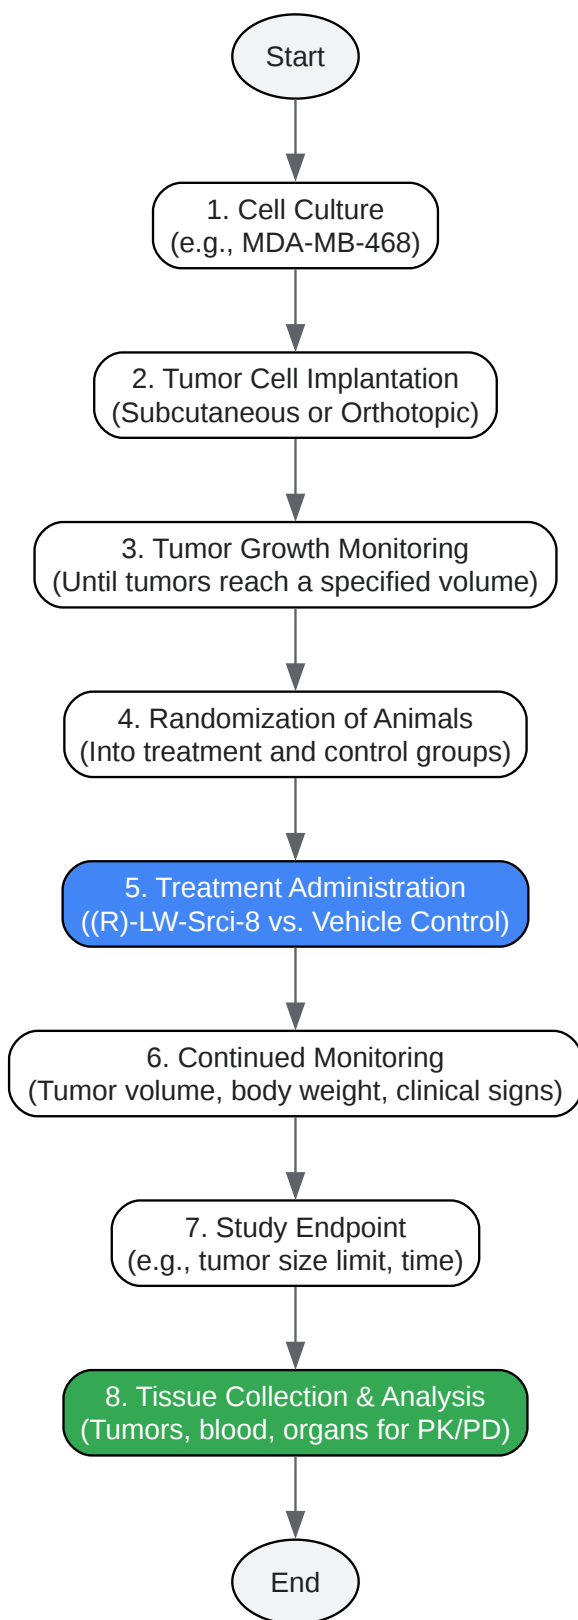 Start
1. Cell Culture
(e.g., MDA-MB-468)
2. Tumor Cell Implantation
(Subcutaneous or Orthotopic)
3. Tumor Growth Monitoring
(Until tumors reach a specified volume)
4. Randomization of Animals
(Into treatment and control groups)
5. Treatment Administration
((R)-LW-Srci-8 vs. Vehicle Control)
6. Continued Monitoring
(Tumor volume, body weight, clinical signs)
7. Study Endpoint
(e.g., tumor size limit, time)
8. Tissue Collection & Analysis
(Tumors, blood, organs for PK/PD)
End